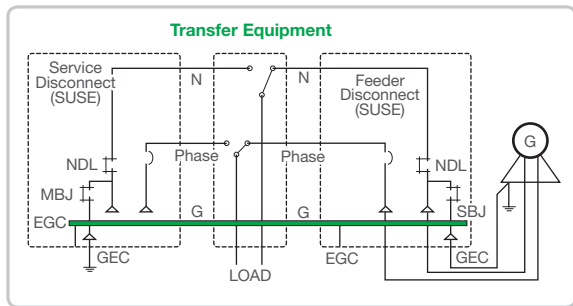 Transfer Equipment
Service
Disconnect
(SUSE)
N
N
Feeder
Disconnect
(SUSE)
G
NDL
Phase
Phase
NDL
MBJ
G
G
SBJ
EGC
GEC
LOAD
EGC
GEC